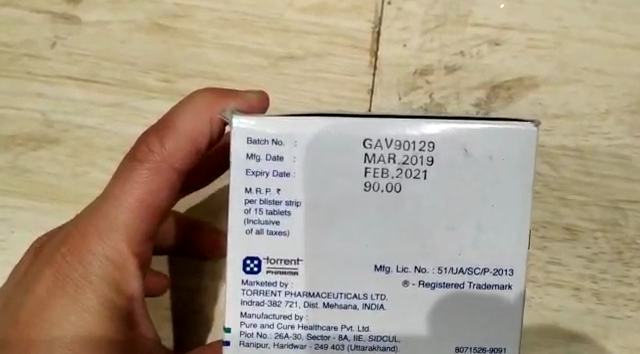 Batch No. : GAV90129
Mfg. Date : MAR.2019
Expiry Date : FEB.2021
M.R.P. ₹ 90.00
per blister strip
of 15 tablets
(Inclusive
of all taxes)
torrent
PHARMA
Mfg. Lic. No. : 51/UA/SC/P-2013
® - Registered Trademark
Marketed by :
TORRENT PHARMACEUTICALS LTD.
Indrad-382 721, Dist. Mehsana, INDIA.
Manufactured by :
Pure and Cure Healthcare Pvt. Ltd.
Plot No.: 26A-30, Sector - 8A, IIE, SIDCUL,
Ranipur, Haridwar - 249 403 (Uttarakhand).
8071526-9091